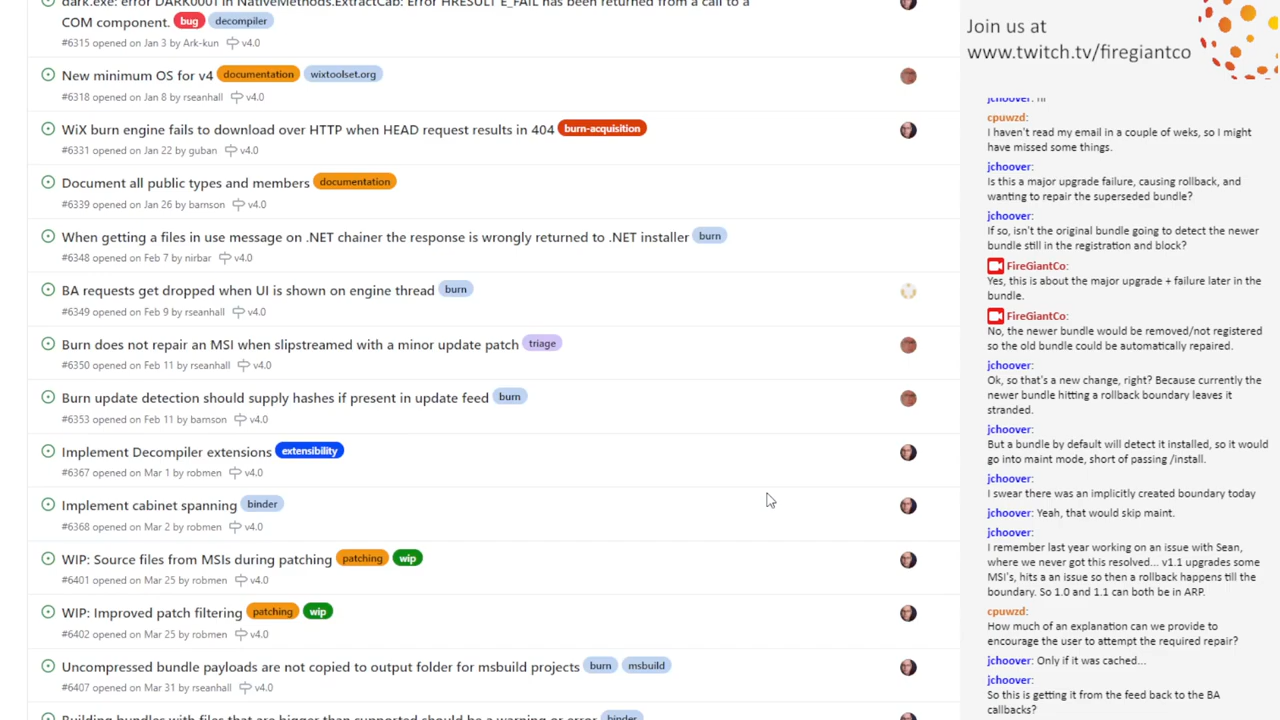 dark.exe: error DARK0001 in NativeMethods.ExtractCab: Error HRESULT E_FAIL has been returned from a call to a
COM component. bug decompiler
#6315 opened on Jan 3 by Ark-kun v4.0
New minimum OS for v4 documentation wixtoolset.org
#6318 opened on Jan 8 by rseanhall v4.0
WiX burn engine fails to download over HTTP when HEAD request results in 404 burn-acquisition
#6331 opened on Jan 22 by guban v4.0
Document all public types and members documentation
#6339 opened on Jan 26 by barnson v4.0
When getting a files in use message on .NET chainer the response is wrongly returned to .NET installer burn
#6348 opened on Feb 7 by nirbar v4.0
BA requests get dropped when UI is shown on engine thread burn
#6349 opened on Feb 9 by rseanhall v4.0
Burn does not repair an MSI when slipstreamed with a minor update patch triage
#6350 opened on Feb 11 by rseanhall v4.0
Burn update detection should supply hashes if present in update feed burn
#6353 opened on Feb 11 by barnson v4.0
Implement Decompiler extensions extensibility
#6367 opened on Mar 1 by robmen v4.0
Implement cabinet spanning binder
#6368 opened on Mar 2 by robmen v4.0
WIP: Source files from MSIs during patching patching wip
#6401 opened on Mar 25 by robmen v4.0
WIP: Improved patch filtering patching wip
#6402 opened on Mar 25 by robmen v4.0
Uncompressed bundle payloads are not copied to output folder for msbuild projects burn msbuild
#6407 opened on Mar 31 by rseanhall v4.0
Building bundles with files that are bigger than supported should be a warning or error binder
Join us at
www.twitch.tv/firegiantco
jchoover: hi
cpuwzd:
I haven't read my email in a couple of weks, so I might
have missed some things.
jchoover:
Is this a major upgrade failure, causing rollback, and
wanting to repair the superseded bundle?
jchoover:
If so, isn't the original bundle going to detect the newer
bundle still in the registration and block?
FireGiantCo:
Yes, this is about the major upgrade + failure later in the
bundle.
FireGiantCo:
No, the newer bundle would be removed/not registered
so the old bundle could be automatically repaired.
jchoover:
Ok, so that's a new change, right? Because currently the
newer bundle hitting a rollback boundary leaves it
stranded.
jchoover:
But a bundle by default will detect it installed, so it would
go into maint mode, short of passing /install.
jchoover:
I swear there was an implicitly created boundary today
jchoover: Yeah, that would skip maint.
jchoover:
I remember last year working on an issue with Sean,
where we never got this resolved... v1.1 upgrades some
MSI's, hits a an issue so then a rollback happens till the
boundary. So 1.0 and 1.1 can both be in ARP.
cpuwzd:
How much of an explanation can we provide to
encourage the user to attempt the required repair?
jchoover: Only if it was cached...
jchoover:
So this is getting it from the feed back to the BA
callbacks?